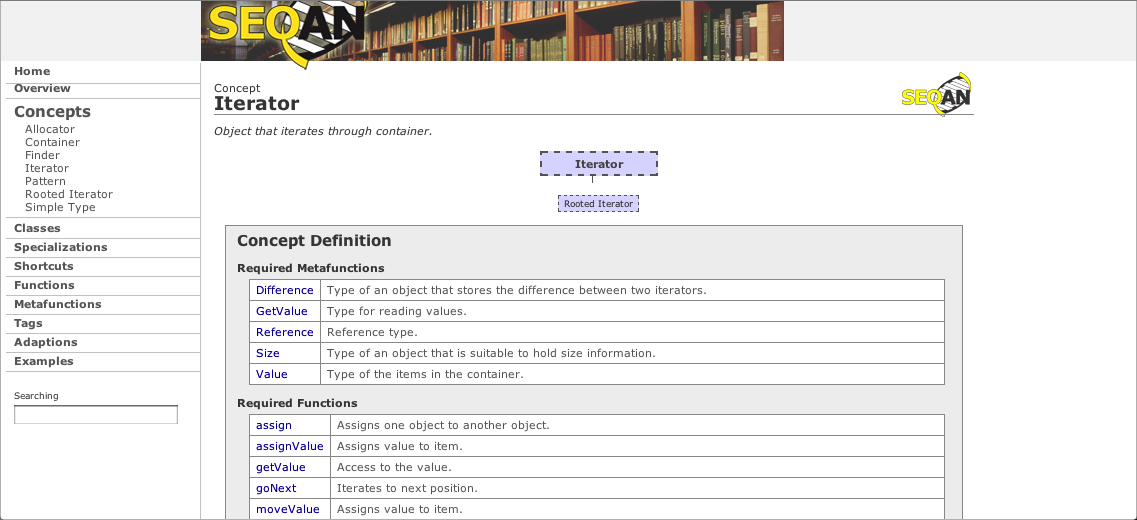 SEQAN
Home
Overview
Concepts
Allocator
Container
Finder
Iterator
Pattern
Rooted Iterator
Simple Type
Classes
Specializations
Shortcuts
Functions
Metafunctions
Tags
Adaptions
Examples
Searching
Concept
Iterator
SEQAN
Object that iterates through container.
Iterator
Rooted Iterator
Concept Definition
Required Metafunctions
Difference Type of an object that stores the difference between two iterators.
GetValue Type for reading values.
Reference Reference type.
Size Type of an object that is suitable to hold size information.
Value Type of the items in the container.
Required Functions
assign Assigns one object to another object.
assignValue Assigns value to item.
getValue Access to the value.
goNext Iterates to next position.
moveValue Assigns value to item.